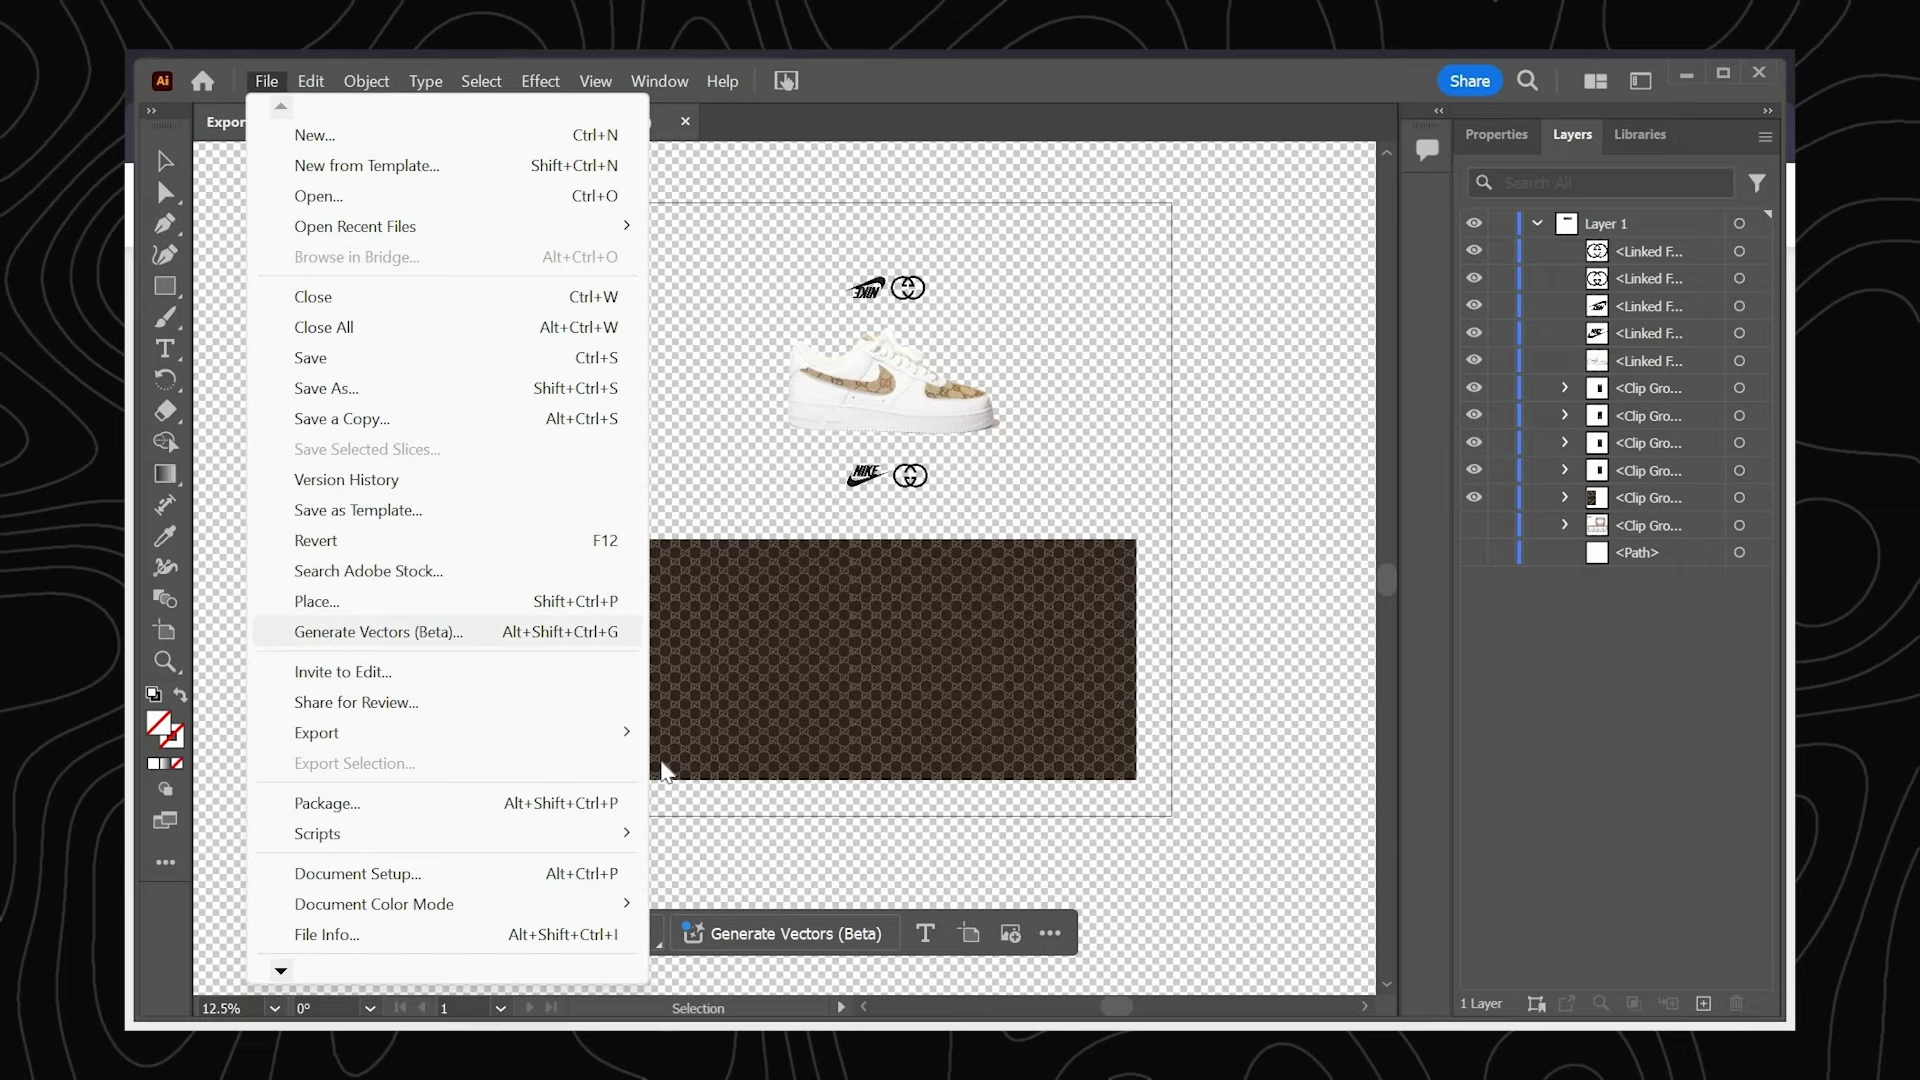 Ai
File Edit Object Type Select Effect View Window Help
Share
Expor
New... Ctrl+N
New from Template... Shift+Ctrl+N
Open... Ctrl+O
Open Recent Files
Browse in Bridge... Alt+Ctrl+O
Close Ctrl+W
Close All Alt+Ctrl+W
Save Ctrl+S
Save As... Shift+Ctrl+S
Save a Copy... Alt+Ctrl+S
Save Selected Slices...
Version History
Save as Template...
Revert F12
Search Adobe Stock...
Place... Shift+Ctrl+P
Generate Vectors (Beta)... Alt+Shift+Ctrl+G
Invite to Edit...
Share for Review...
Export
Export Selection...
Package... Alt+Shift+Ctrl+P
Scripts
Document Setup... Alt+Ctrl+P
Document Color Mode
File Info... Alt+Shift+Ctrl+I
NIKE
NIKE
Generate Vectors (Beta)
12.5% 0° 1 Selection
Properties Layers Libraries
Search All
Layer 1
<Linked F...
<Linked F...
<Linked F...
<Linked F...
<Linked F...
<Clip Gro...
<Clip Gro...
<Clip Gro...
<Clip Gro...
<Clip Gro...
<Clip Gro...
<Path>
1 Layer